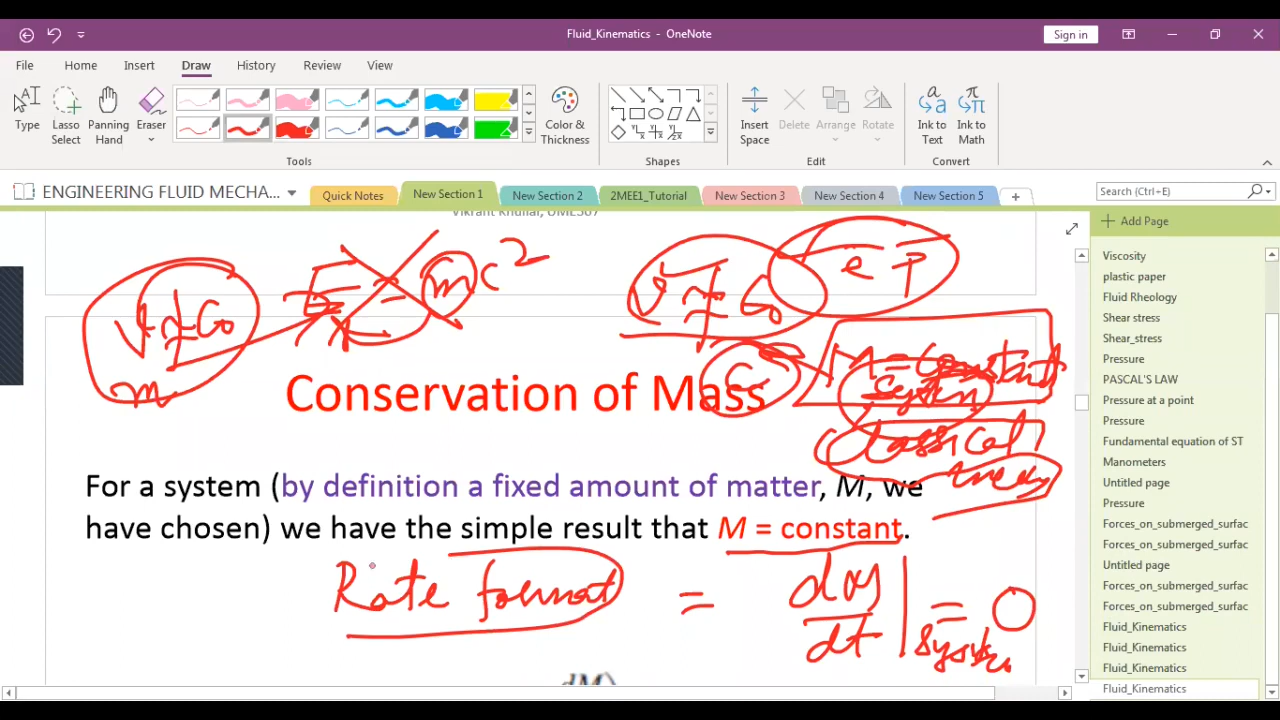 Fluid_Kinematics - OneNote
Sign in
File Home Insert Draw History Review View
Type
Lasso Select
Panning Hand
Eraser
Color & Thickness
Insert Space
Delete
Arrange
Rotate
Ink to Text
Ink to Math
Tools
Shapes
Edit
Convert
ENGINEERING FLUID MECHA...
Quick Notes
New Section 1
New Section 2
2MEE1_Tutorial
New Section 3
New Section 4
New Section 5
Search (Ctrl+E)
Add Page
E = mc²
m
M = constant
system
Classical
Conservation of Mass
For a system (by definition a fixed amount of matter, M, we
have chosen) we have the simple result that M = constant.
Rate format = dM/dt | system = 0
Viscosity
plastic paper
Fluid Rheology
Shear stress
Shear_stress
Pressure
PASCAL'S LAW
Pressure at a point
Pressure
Fundamental equation of ST
Manometers
Untitled page
Pressure
Forces_on_submerged_surfac
Forces_on_submerged_surfac
Untitled page
Forces_on_submerged_surfac
Forces_on_submerged_surfac
Fluid_Kinematics
Fluid_Kinematics
Fluid_Kinematics
Fluid_Kinematics